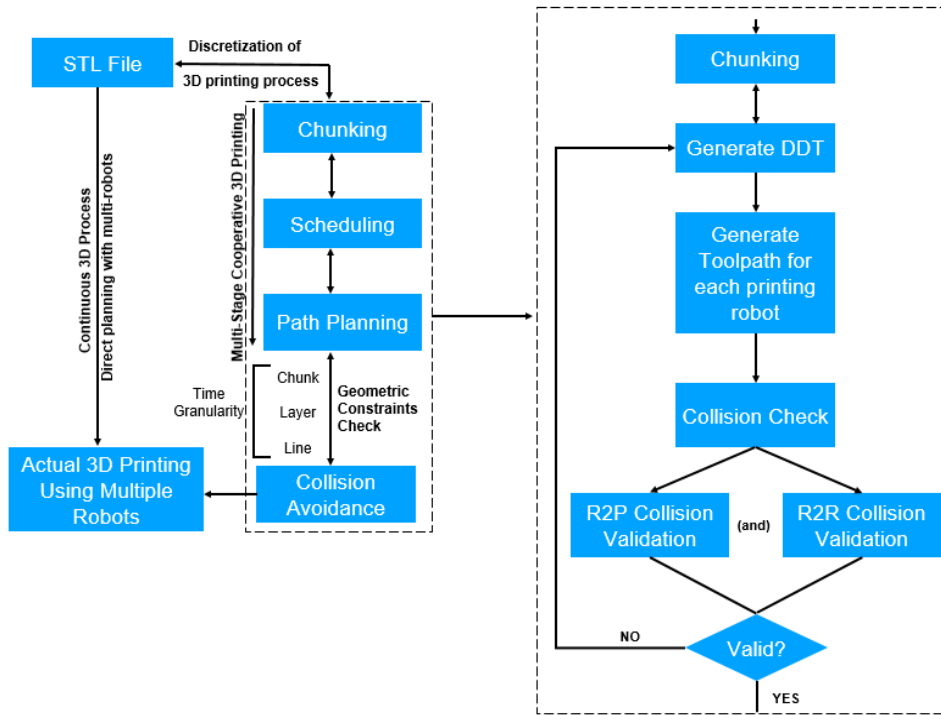 STL File
Discretization of
3D printing process
Continuous 3D Process
Direct planning with multi-robots
Multi-Stage Cooperative 3D Printing
Chunking
Scheduling
Path Planning
Time
Granularity
Chunk
Layer
Line
Geometric
Constraints
Check
Actual 3D Printing
Using Multiple
Robots
Collision
Avoidance
Chunking
Generate DDT
Generate
Toolpath for
each printing
robot
Collision Check
R2P Collision
Validation
(and)
R2R Collision
Validation
NO
Valid?
YES